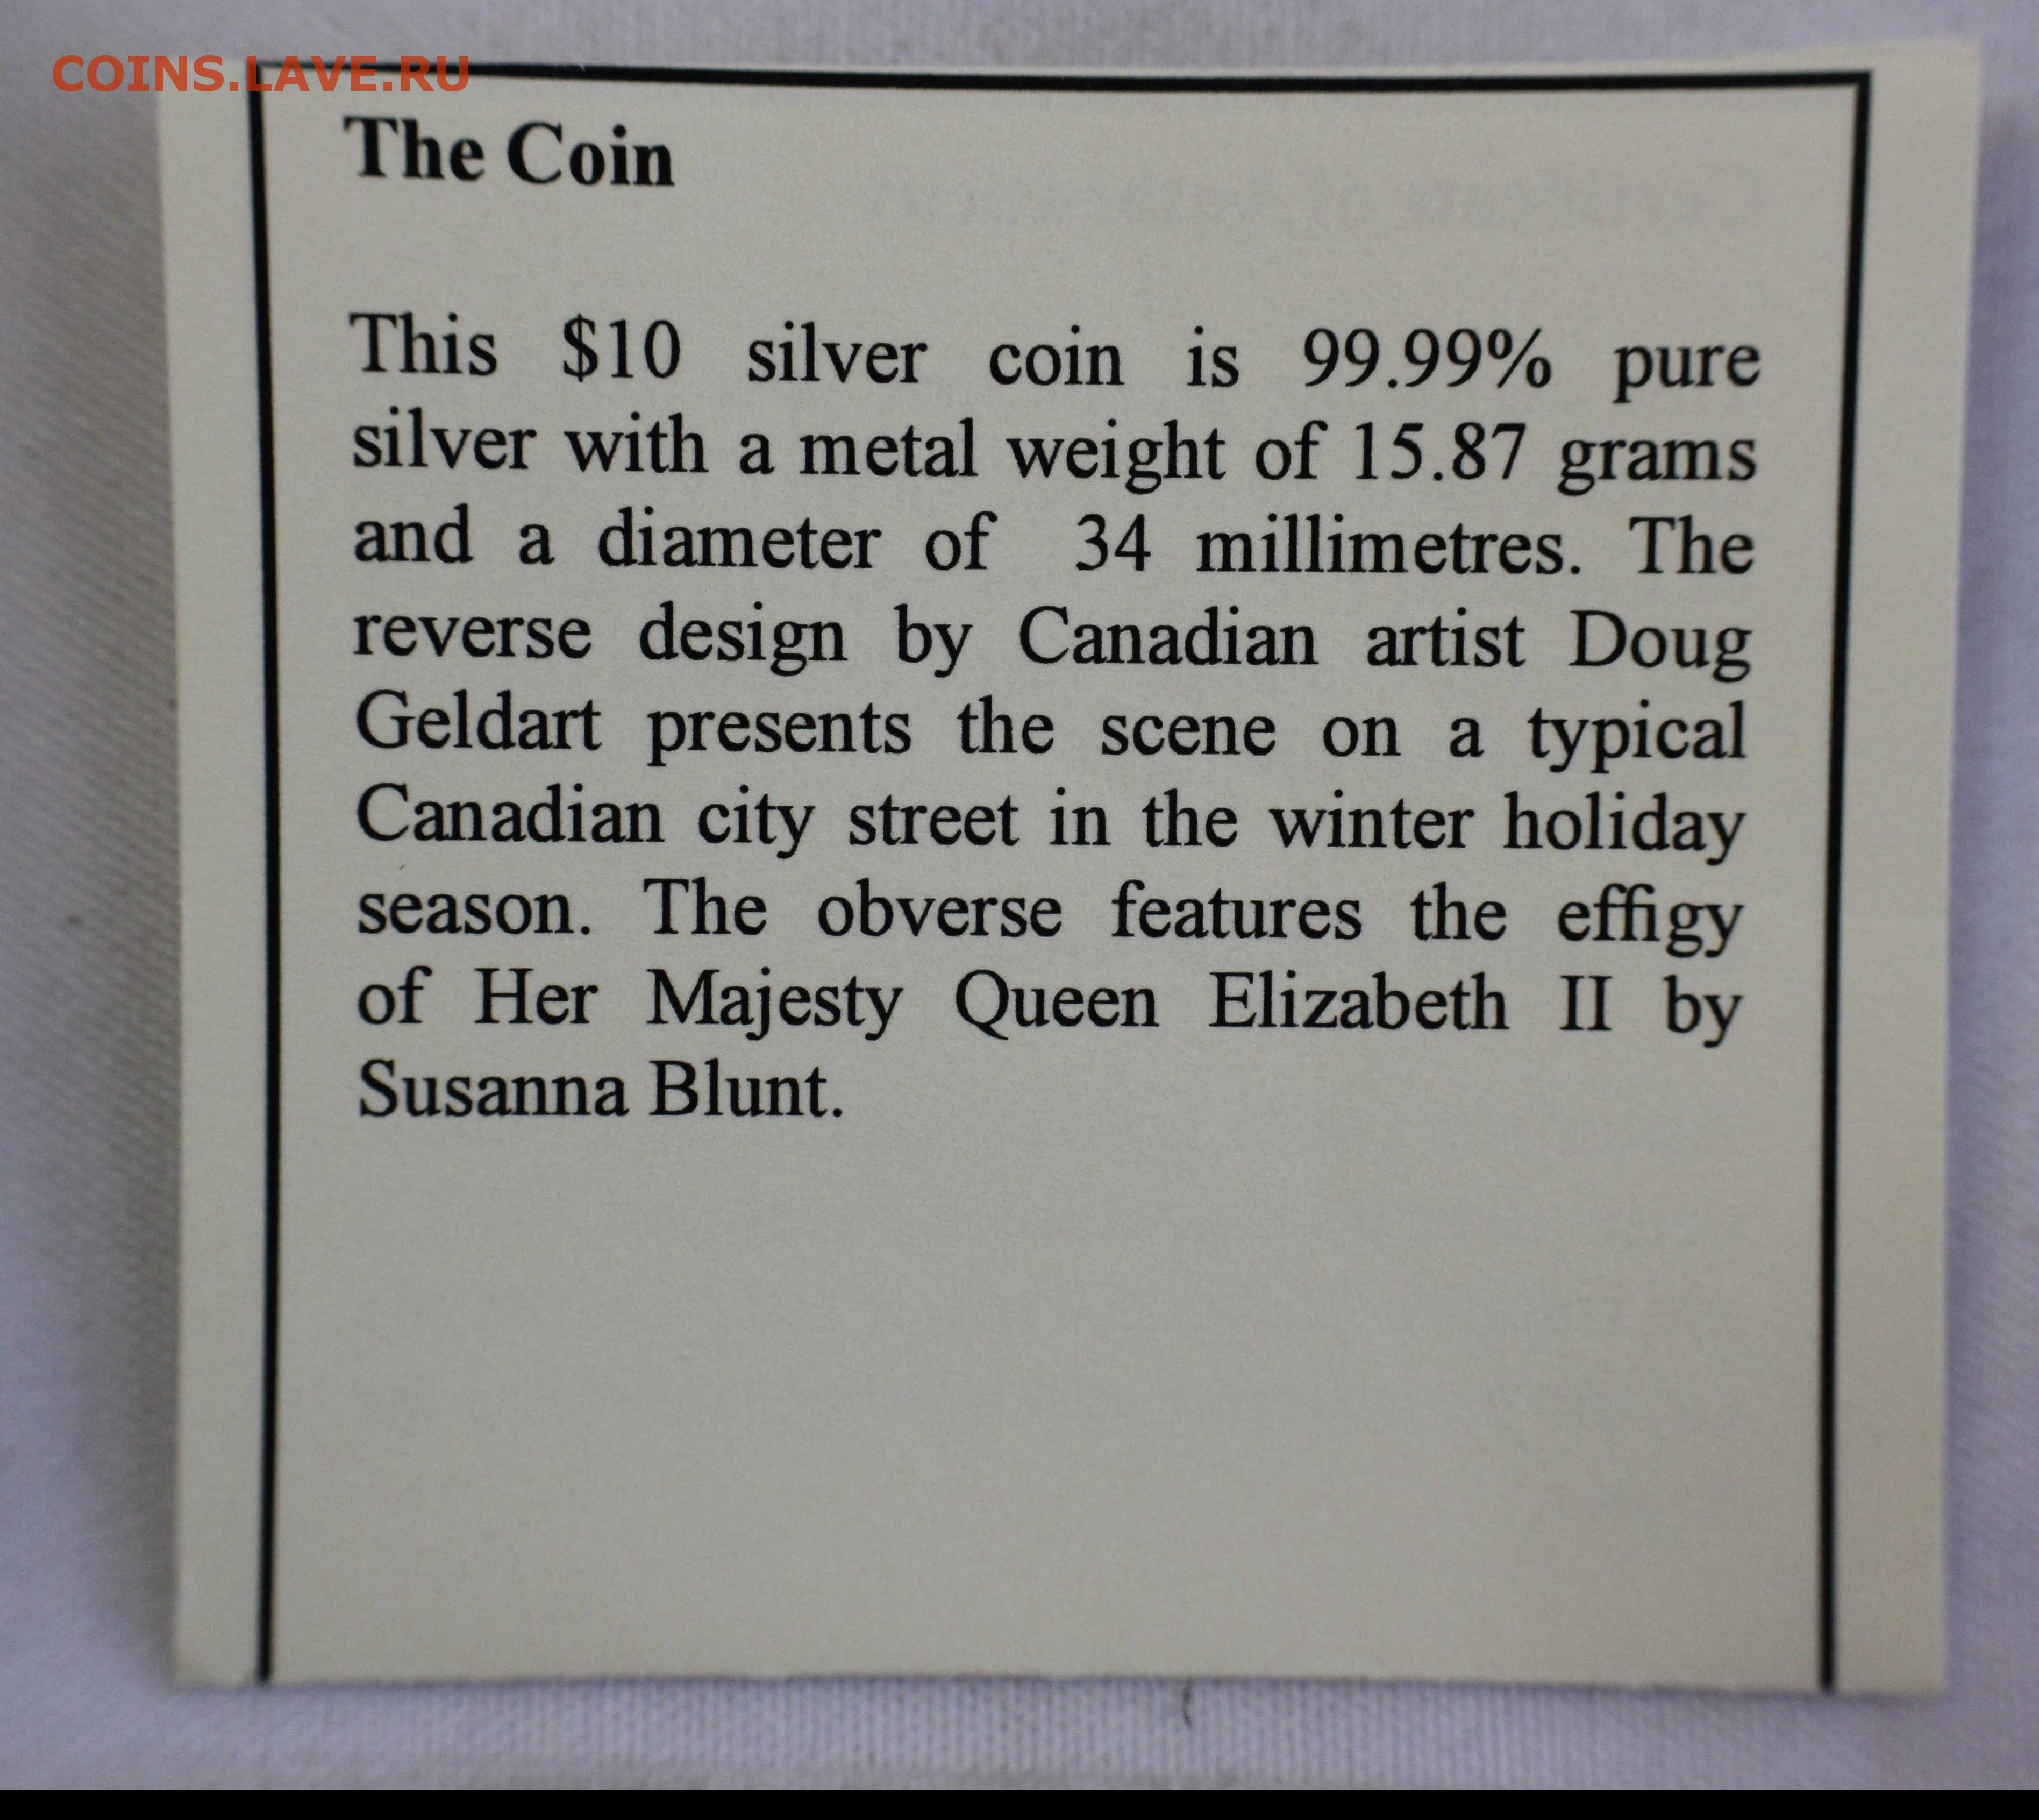 COINS.LAVE.RU
The Coin
This $10 silver coin is 99.99% pure
silver with a metal weight of 15.87 grams
and a diameter of 34 millimetres. The
reverse design by Canadian artist Doug
Geldart presents the scene on a typical
Canadian city street in the winter holiday
season. The obverse features the effigy
of Her Majesty Queen Elizabeth II by
Susanna Blunt.